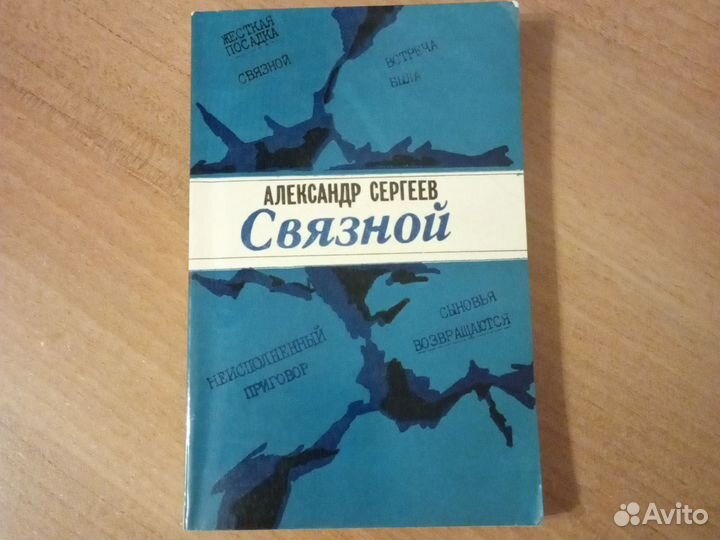 ЖЕСТКАЯ
ПОСАДКА
СВЯЗНОЙ
ВСТРЕЧА
БЫЛА
АЛЕКСАНДР СЕРГЕЕВ
Связной
НЕИСПОЛНЕННЫЙ
ПРИГОВОР
СЫНОВЬЯ
ВОЗВРАЩАЮТСЯ
Avito